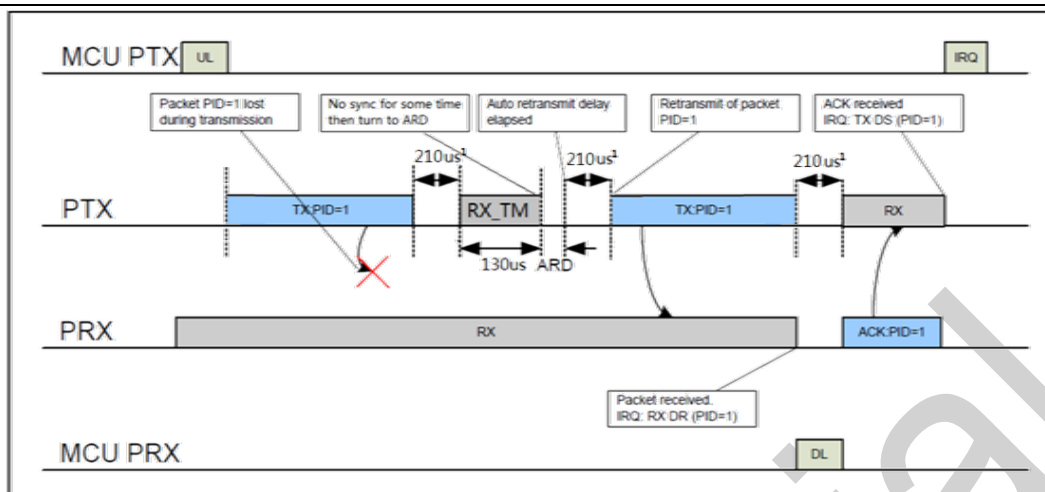 MCU PTX
UL
IRQ
Packet PID=1 lost
during transmission
No sync for some time
then turn to ARD
Auto retransmit delay
elapsed
Retransmit of packet
PID=1
ACK received
IRQ: TX DS (PID=1)
210us¹
210us¹
210us¹
PTX
TX:PID=1
RX_TM
TX:PID=1
RX
130us
ARD
PRX
RX
ACK:PID=1
Packet received.
IRQ: RX DR (PID=1)
MCU PRX
DL